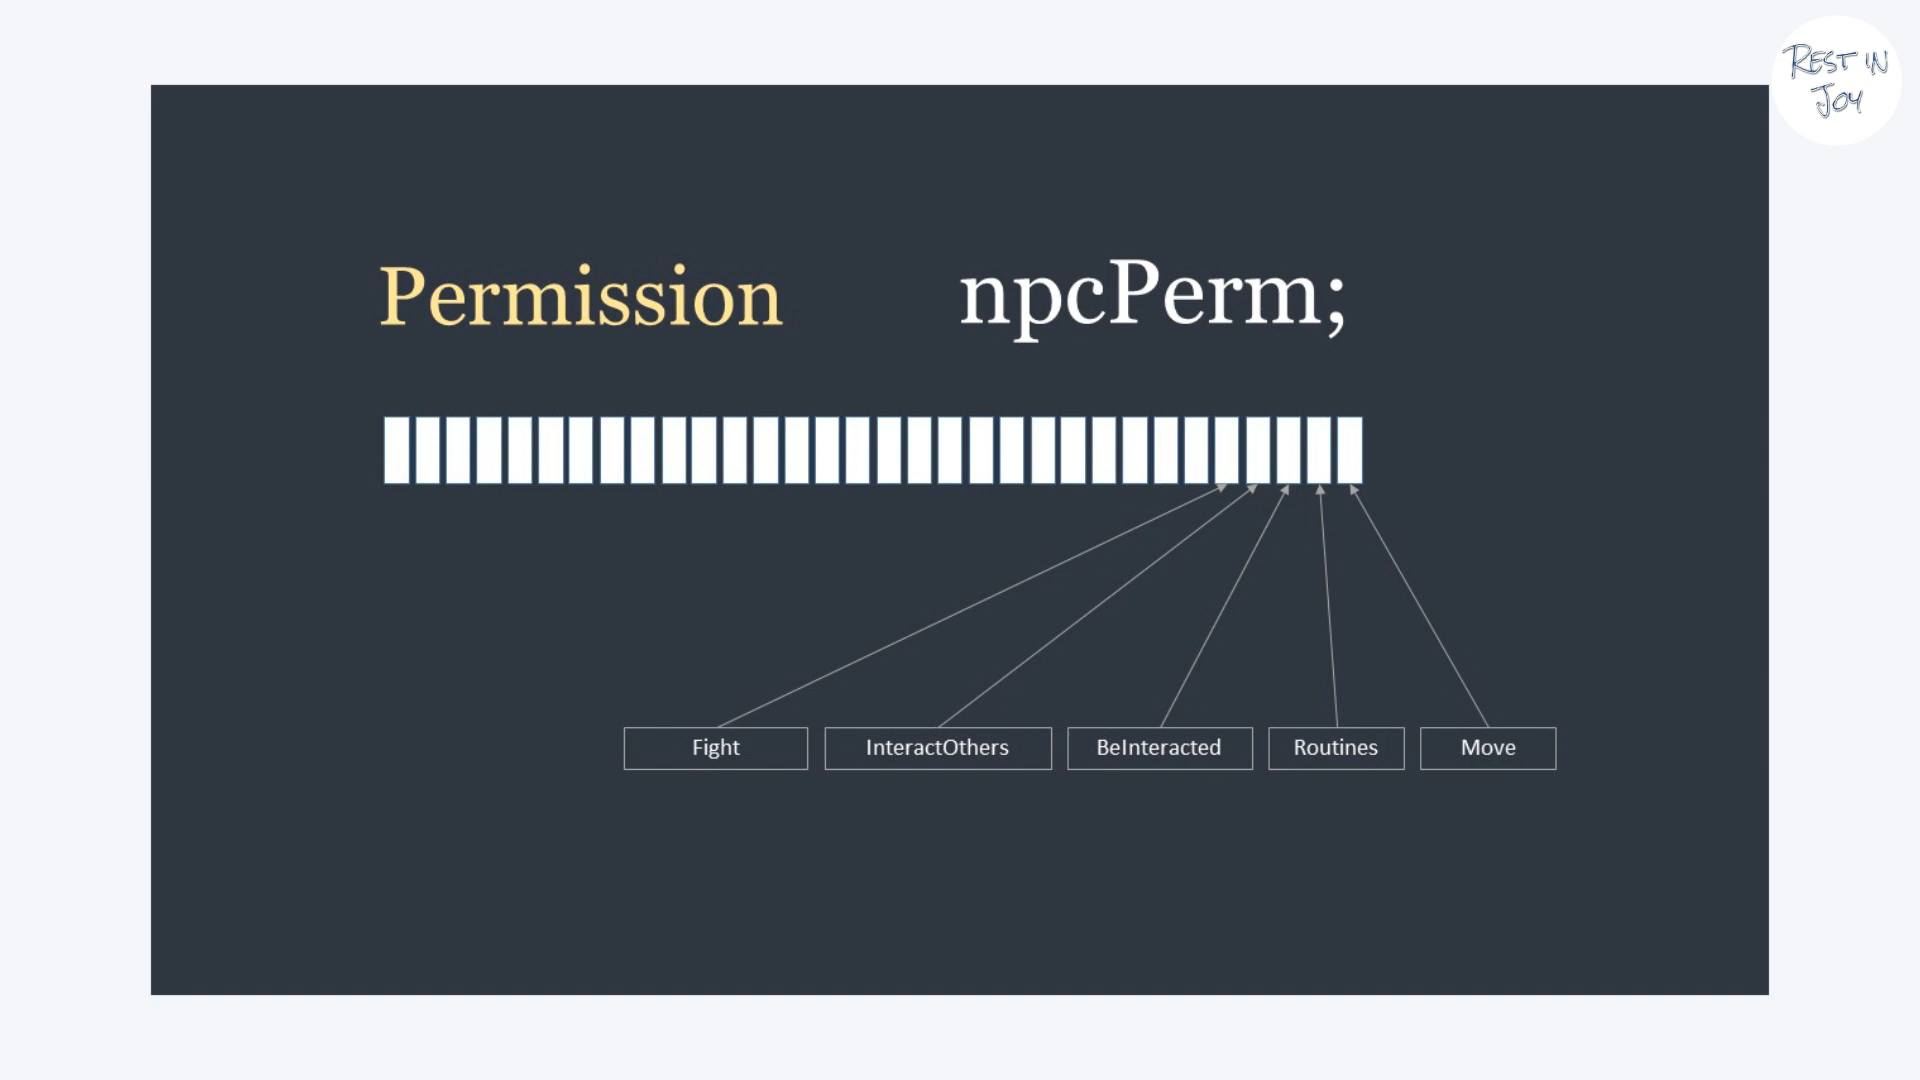 REST IN
JOY
Permission npcPerm;
Fight InteractOthers BeInteracted Routines Move